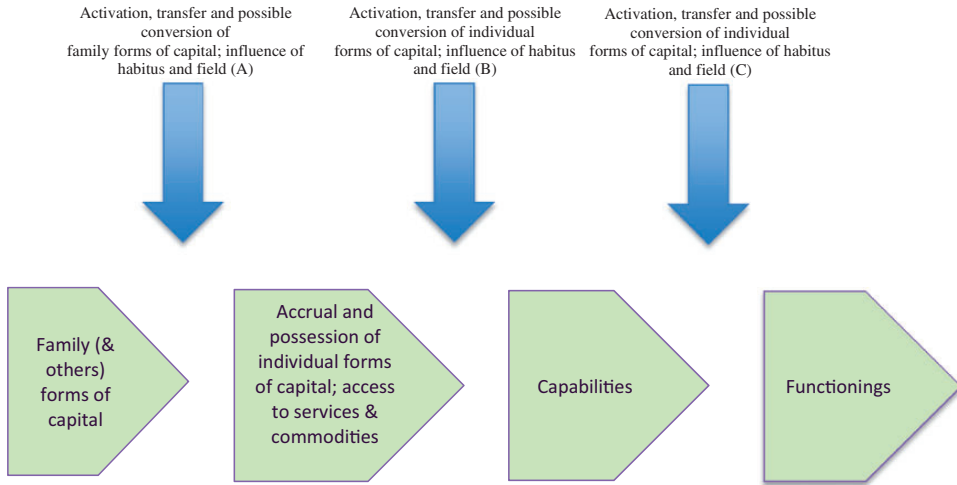 Activation, transfer and possible
conversion of
family forms of capital; influence of
habitus and field (A)
Activation, transfer and possible
conversion of individual
forms of capital; influence of habitus
and field (B)
Activation, transfer and possible
conversion of individual
forms of capital; influence of habitus
and field (C)
Family (&
others)
forms of
capital
Accrual and
possession of
individual forms
of capital; access
to services &
commodities
Capabilities
Functionings